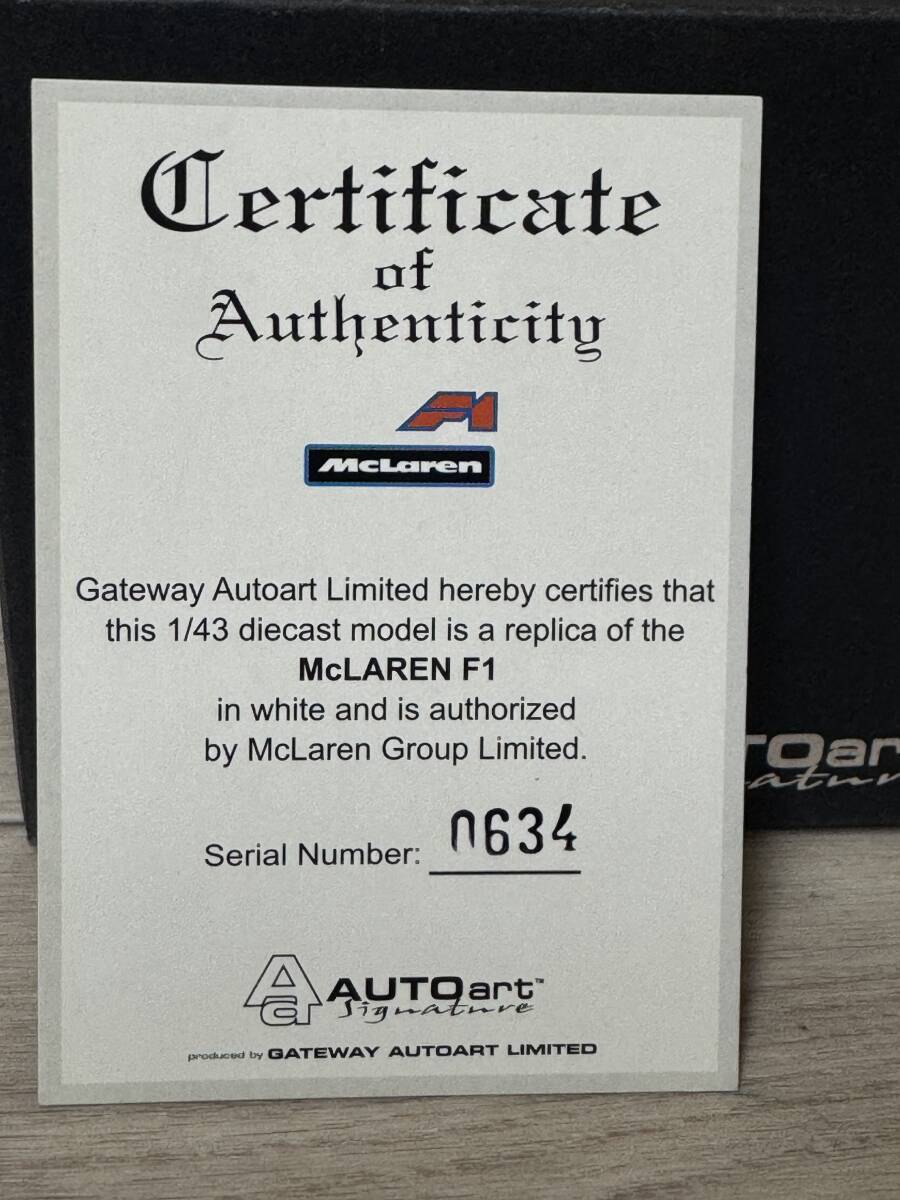 Certificate
of
Authenticity
F1
McLaren
Gateway Autoart Limited hereby certifies that
this 1/43 diecast model is a replica of the
McLAREN F1
in white and is authorized
by McLaren Group Limited.
Serial Number: 0634
Aa AUTOart™
Signature
produced by GATEWAY AUTOART LIMITED